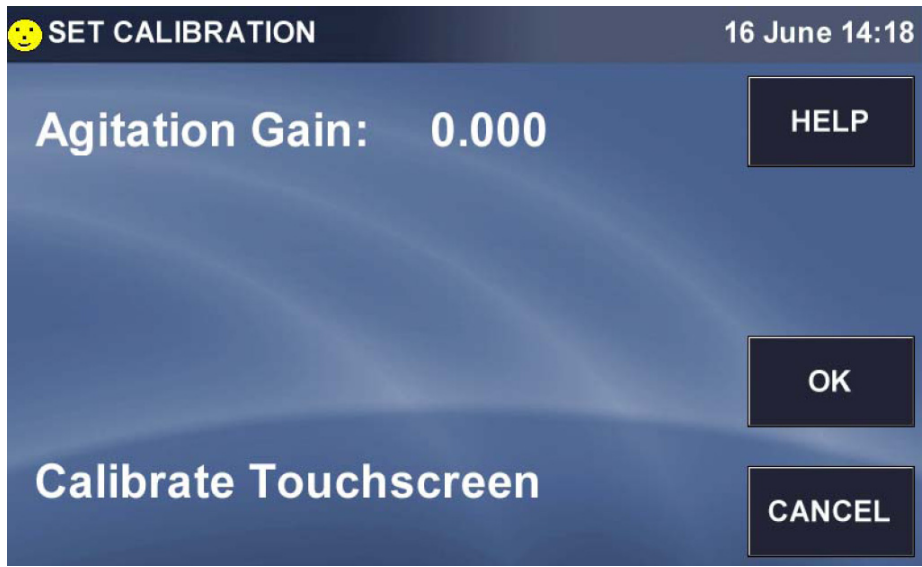 SET CALIBRATION 16 June 14:18
Agitation Gain: 0.000
HELP
OK
Calibrate Touchscreen
CANCEL